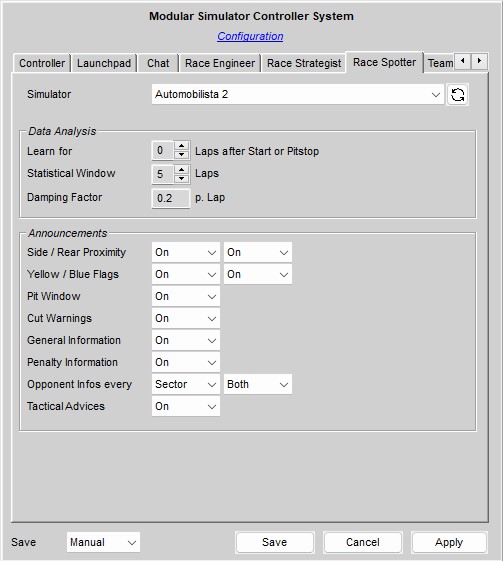 Modular Simulator Controller System
Configuration
Controller Launchpad Chat Race Engineer Race Strategist Race Spotter Team
Simulator Automobilista 2
Data Analysis
Learn for 0 Laps after Start or Pitstop
Statistical Window 5 Laps
Damping Factor 0.2 p. Lap
Announcements
Side / Rear Proximity On On
Yellow / Blue Flags On On
Pit Window On
Cut Warnings On
General Information On
Penalty Information On
Opponent Infos every Sector Both
Tactical Advices On
Save Manual Save Cancel Apply